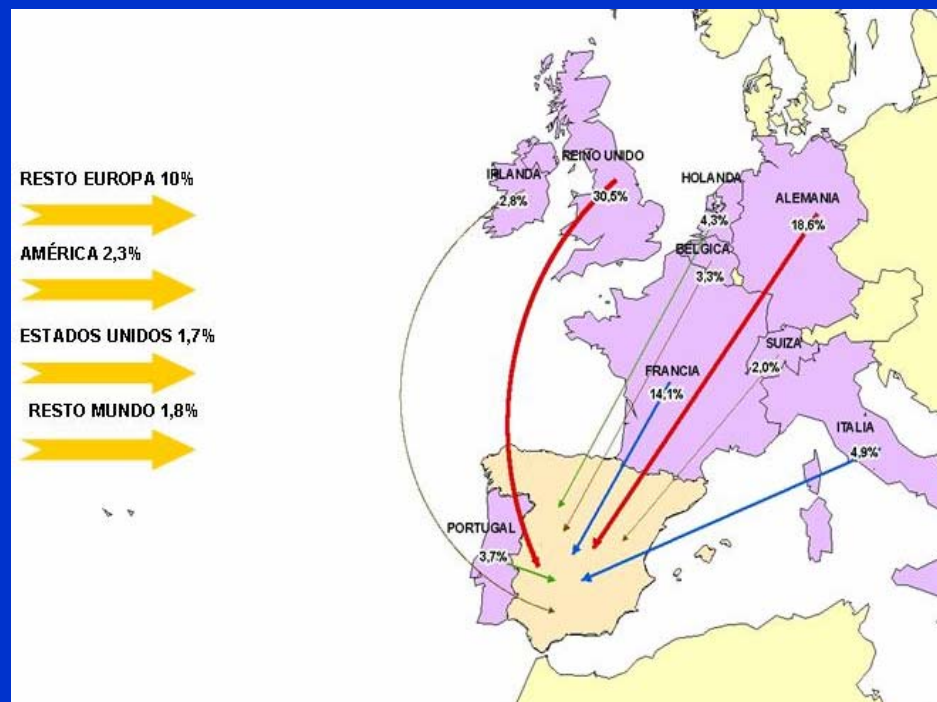 RESTO EUROPA 10%
AMÉRICA 2,3%
ESTADOS UNIDOS 1,7%
RESTO MUNDO 1,8%
IRLANDA
2,8%
REINO UNIDO
30,5%
HOLANDA
4,3%
BÉLGICA
3,3%
ALEMANIA
18,6%
SUIZA
2,0%
FRANCIA
14,1%
ITALÍA
4,9%
PORTUGAL
3,7%